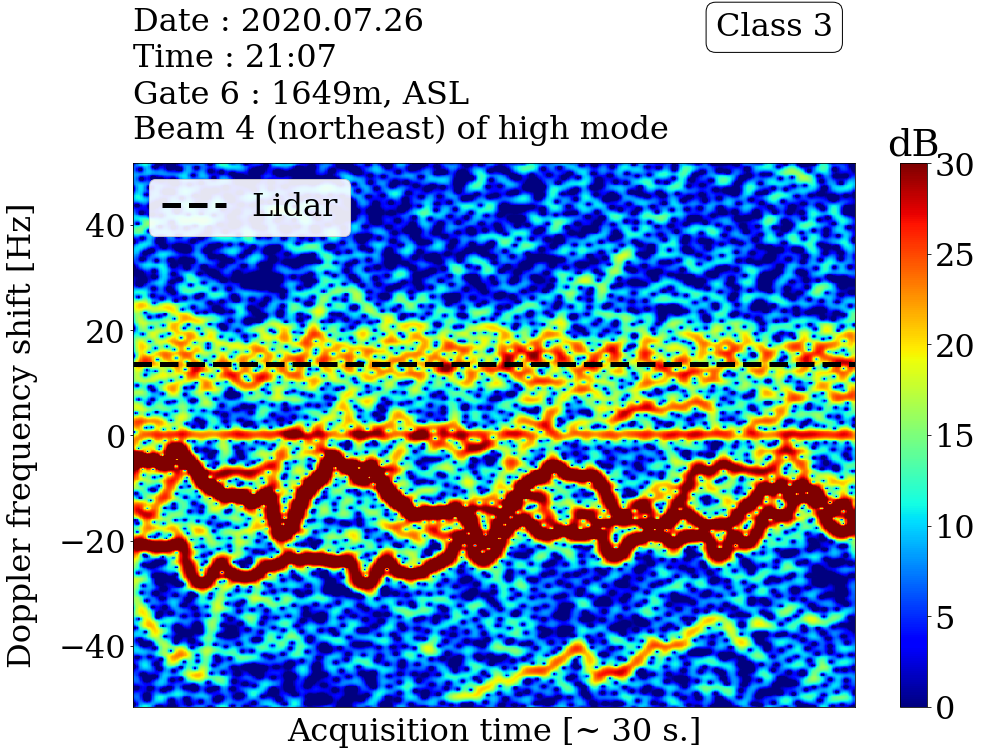 Date : 2020.07.26
Time : 21:07
Gate 6 : 1649m, ASL
Beam 4 (northeast) of high mode
Class 3
dB
30
25
20
15
10
5
0
Lidar
Doppler frequency shift [Hz]
40
20
0
−20
−40
Acquisition time [~ 30 s.]